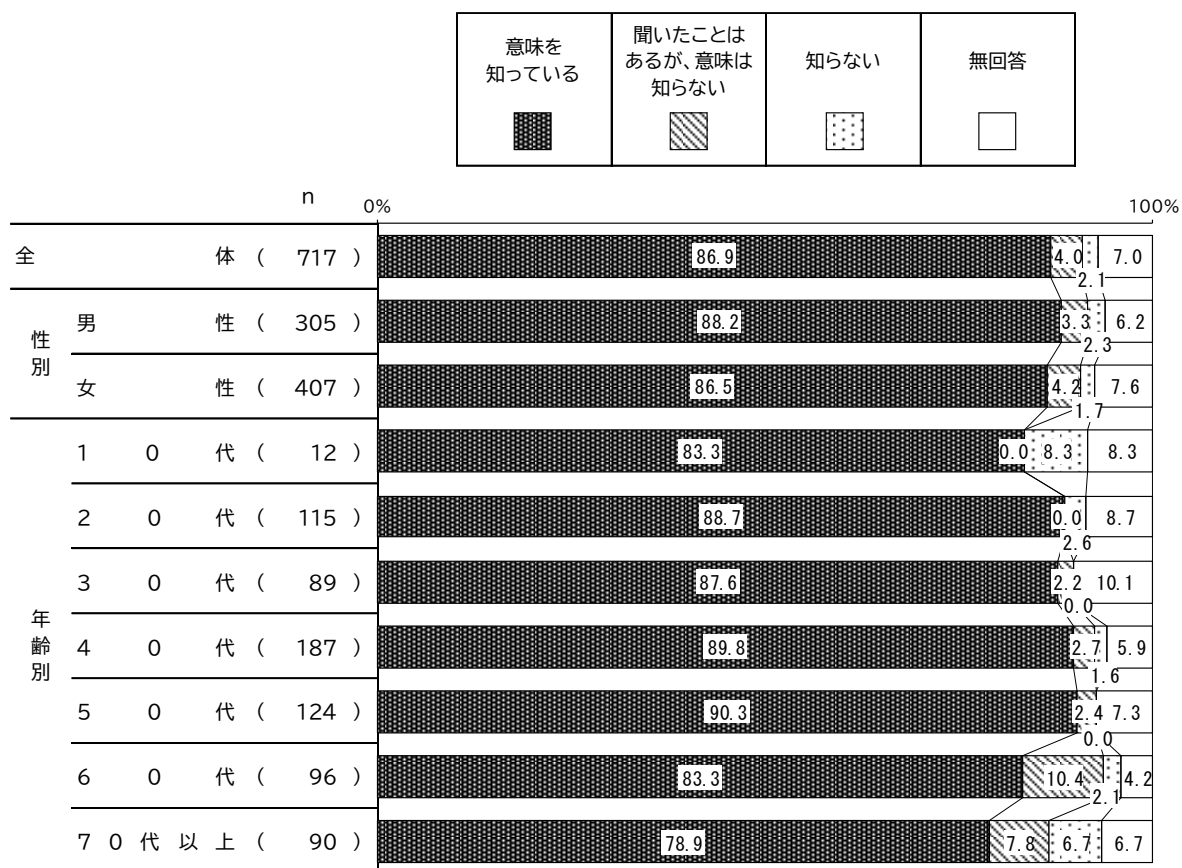 意味を
知っている
聞いたことは
あるが、意味は
知らない
知らない
無回答
n
0%
100%
全体 ( 717 ) 86.9 4.0 2.1 7.0
性別
男性 ( 305 ) 88.2 3.3 2.3 6.2
女性 ( 407 ) 86.5 4.2 1.7 7.6
年齢別
10代 ( 12 ) 83.3 0.0 8.3 8.3
20代 ( 115 ) 88.7 0.0 2.6 8.7
30代 ( 89 ) 87.6 2.2 0.0 10.1
40代 ( 187 ) 89.8 2.7 1.6 5.9
50代 ( 124 ) 90.3 2.4 0.0 7.3
60代 ( 96 ) 83.3 10.4 2.1 4.2
70代以上 ( 90 ) 78.9 7.8 6.7 6.7